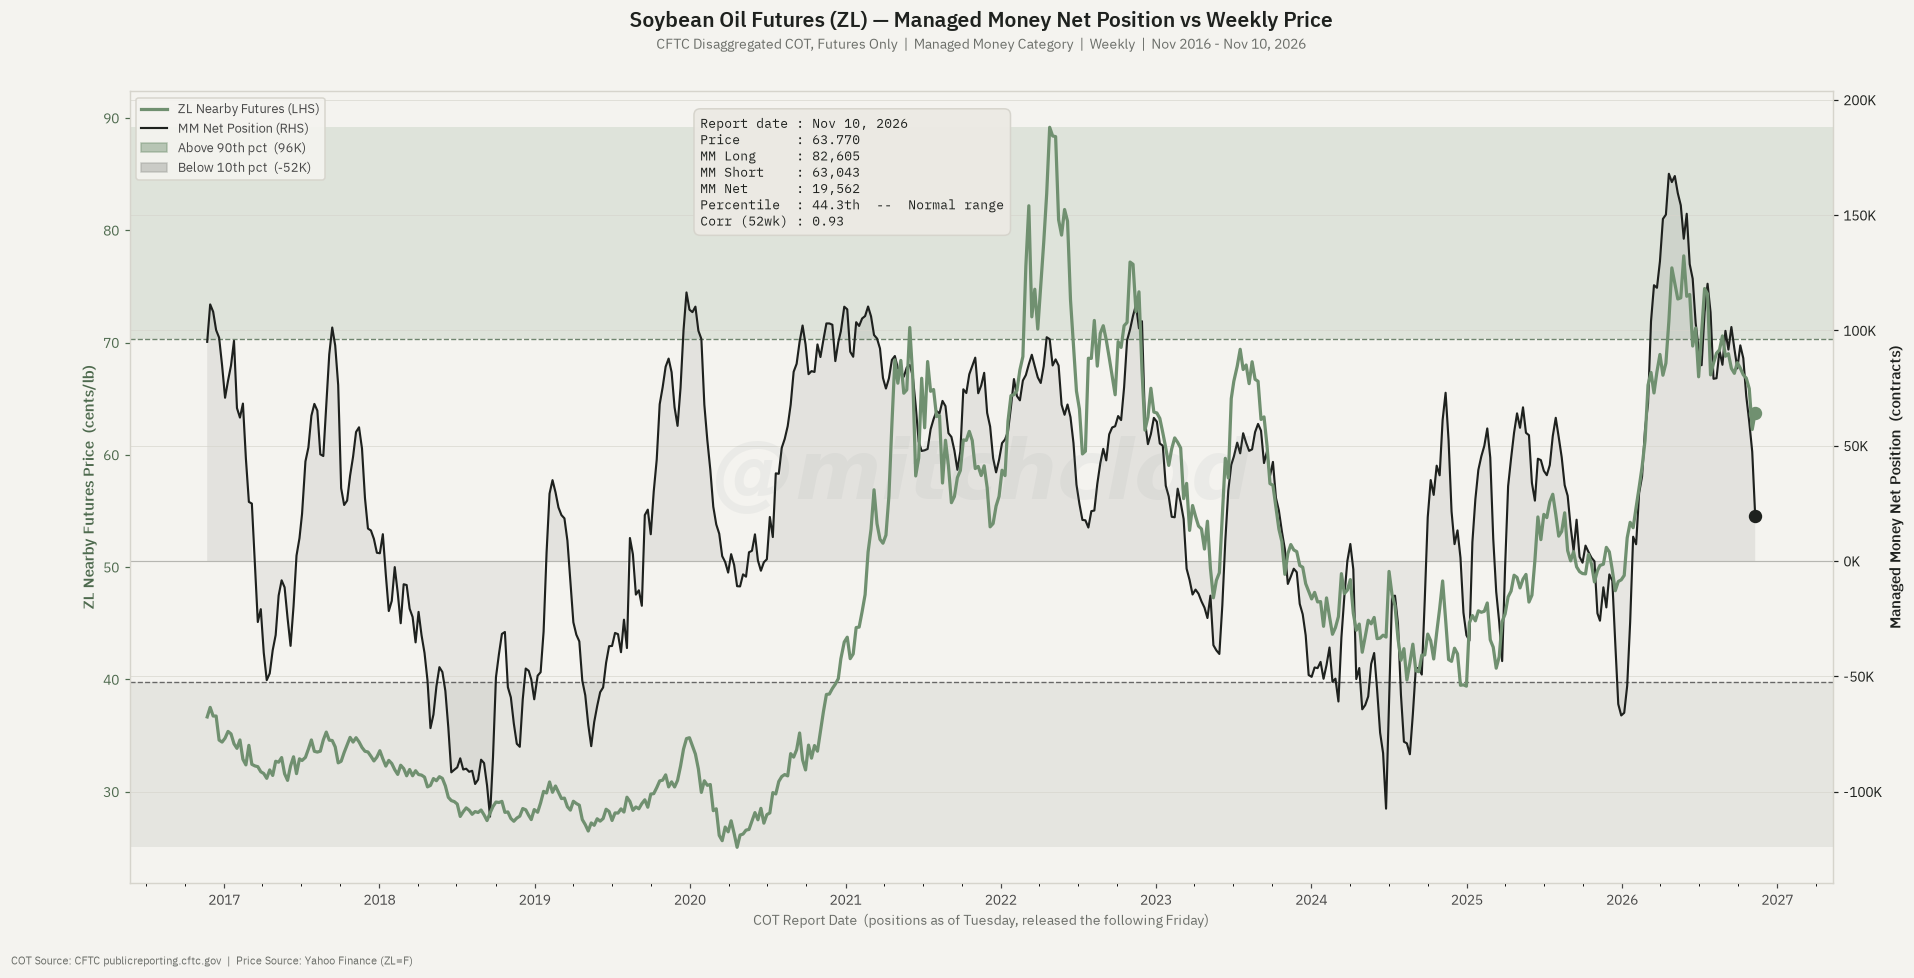 Soybean Oil Futures (ZL) — Managed Money Net Position vs Weekly Price
CFTC Disaggregated COT, Futures Only | Managed Money Category | Weekly | Nov 2016 - Nov 10, 2026
ZL Nearby Futures (LHS)
MM Net Position (RHS)
Above 90th pct (96K)
Below 10th pct (-52K)
Report date : Nov 10, 2026
Price : 63.770
MM Long : 82,605
MM Short : 63,043
MM Net : 19,562
Percentile : 44.3th -- Normal range
Corr (52wk) : 0.93
ZL Nearby Futures Price (cents/lb)
90
80
70
60
50
40
30
200K
150K
100K
50K
0K
-50K
-100K
Managed Money Net Position (contracts)
2017 2018 2019 2020 2021 2022 2023 2024 2025 2026 2027
COT Report Date (positions as of Tuesday, released the following Friday)
COT Source: CFTC publicreporting.cftc.gov | Price Source: Yahoo Finance (ZL=F)